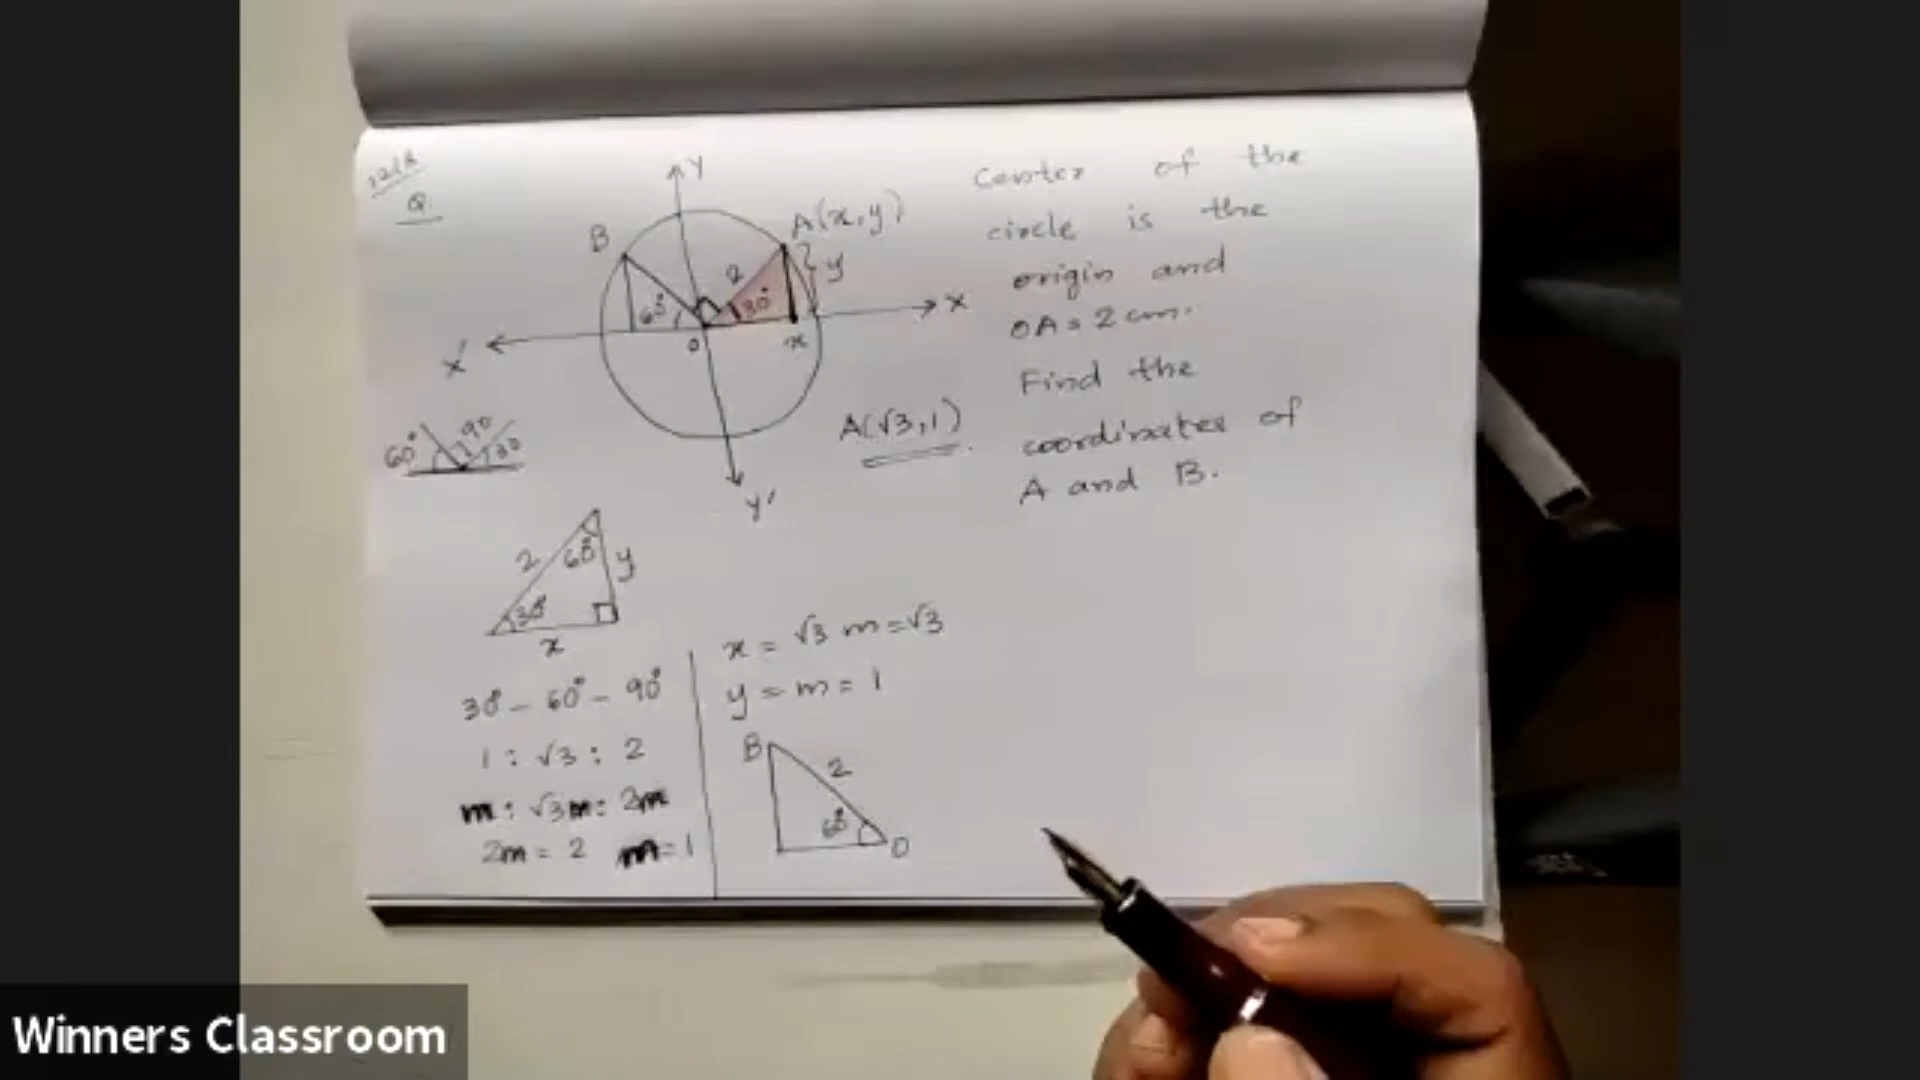 Q.
Y
B
A(x,y)
2
y
60°
30°
X
X'
O
x
Y'
Center of the
circle is the
origin and
OA = 2 cm.
Find the
coordinates of
A and B.
A(√3,1)
60° 90 30
2
60°
y
30°
x
30° - 60° - 90°
1 : √3 : 2
m : √3m : 2m
2m = 2 m = 1
x = √3 m = √3
y = m = 1
B
2
60°
O
Winners Classroom